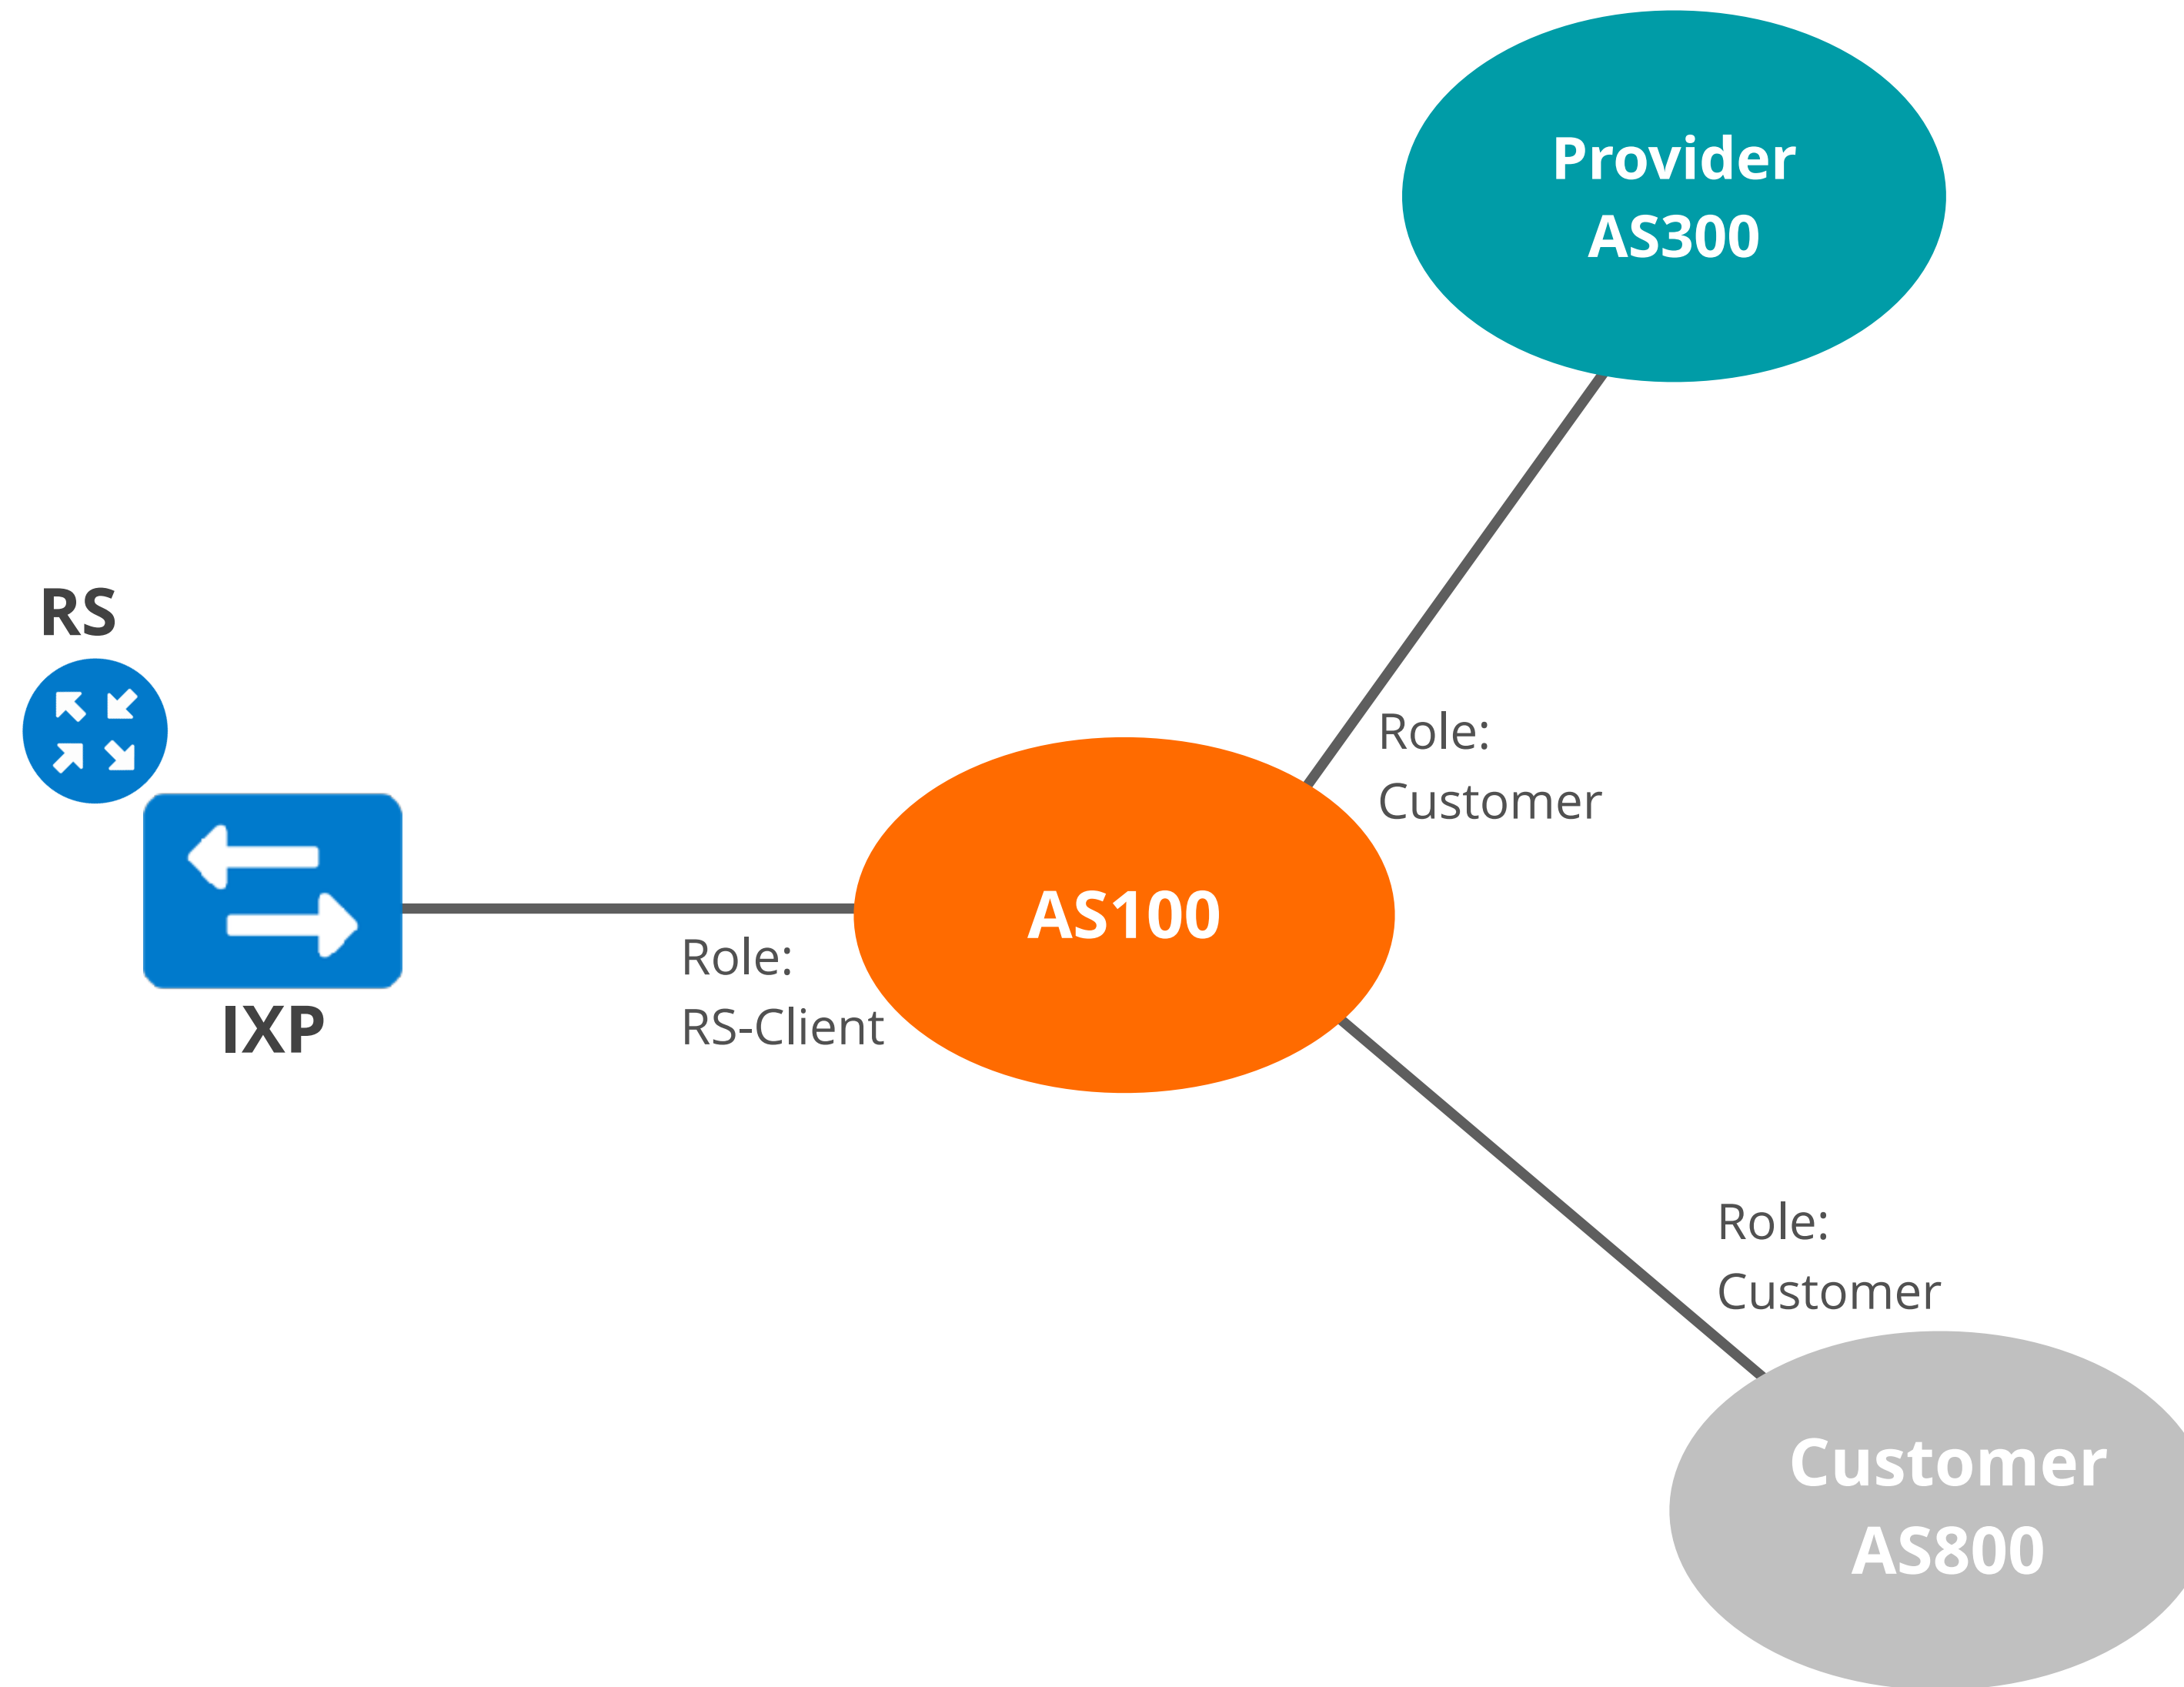 Provider
AS300
RS
Role:
Customer
AS100
Role:
RS-Client
IXP
Role:
Customer
Customer
AS800